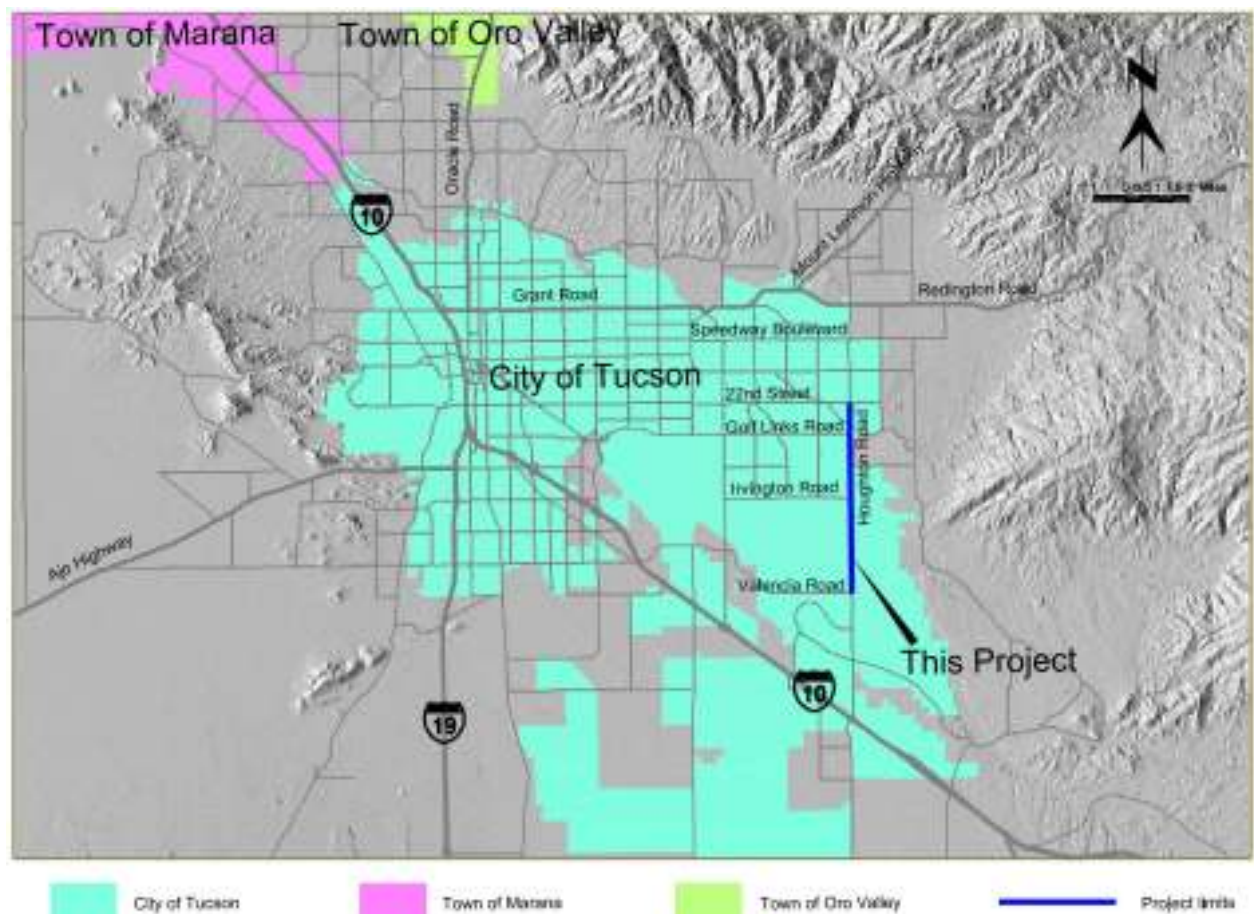 Town of Marana
Town of Oro Valley
N
Oracle Road
10
Mount Lemmon Highway
Grant Road
Redington Road
Speedway Boulevard
City of Tucson
22nd Street
Golf Links Road
Houghton Road
Irvington Road
Ajo Highway
Valencia Road
This Project
10
19
City of Tucson
Town of Marana
Town of Oro Valley
Project limits